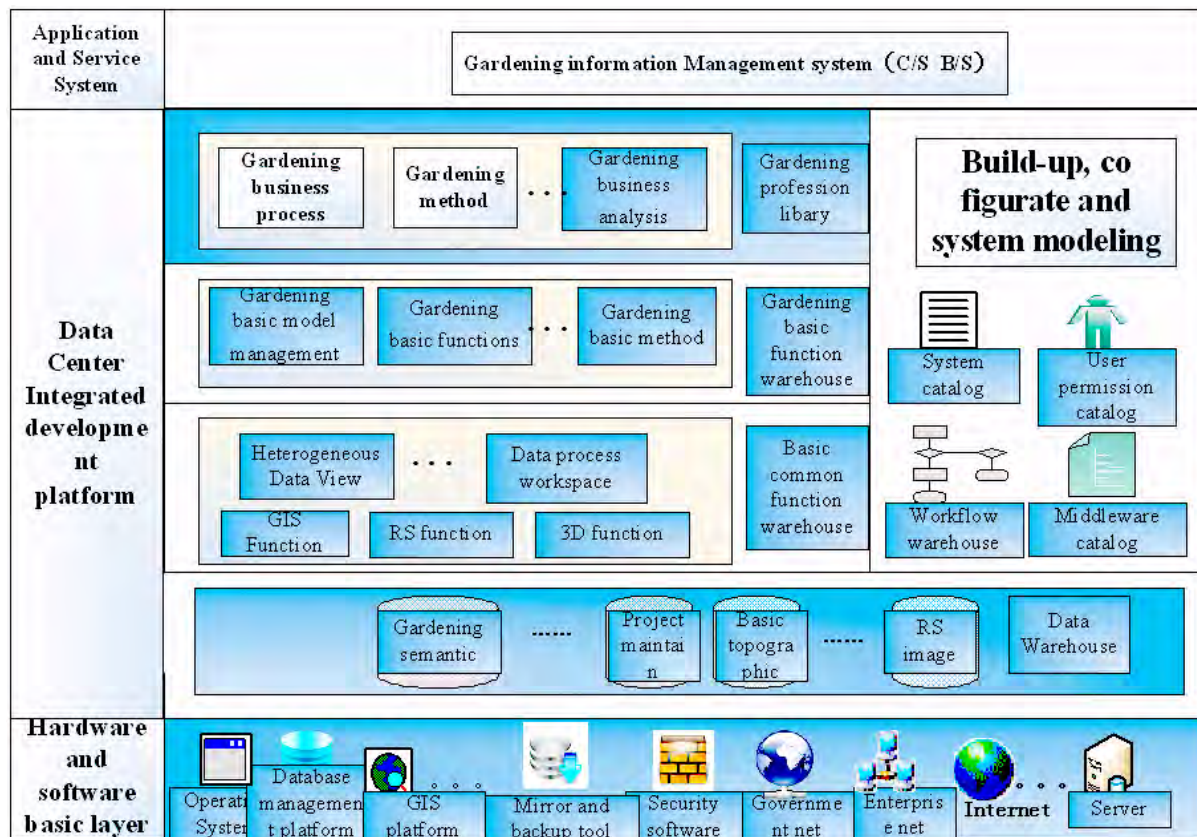 Application
and Service
System
Gardening information Management system (C/S B/S)
Data
Center
Integrated
developme
nt
platform
Gardening
business
process
Gardening
method
...
Gardening
business
analysis
Gardening
profession
libary
Gardening
basic model
management
Gardening
basic functions
...
Gardening
basic method
Gardening
basic
function
warehouse
Heterogeneous
Data View
...
Data process
workspace
GIS
Function
RS function
3D function
Basic
common
function
warehouse
Build-up, co
figurate and
system modeling
System
catalog
User
permission
catalog
Workflow
warehouse
Middleware
catalog
Gardening
semantic
......
Project
maintai
n
Basic
topogra
phic
......
RS
image
Data
Warehouse
Hardware
and
software
basic layer
Operati
System
Database
managemen
t platform
GIS
platform
...
Mirror and
backup tool
Security
software
Governme
nt net
Enterpris
e net
Internet
...
Server